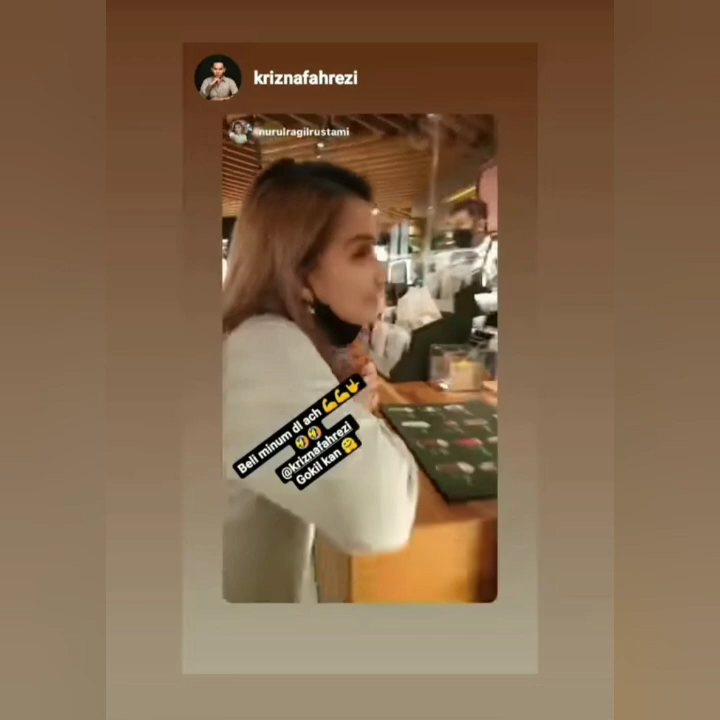 kriznafahrezi
nurulragilrustami
Beli minum di ach 💪💪🤟
🤣🤣
@kriznafahrezi
Gokil kan 🤗